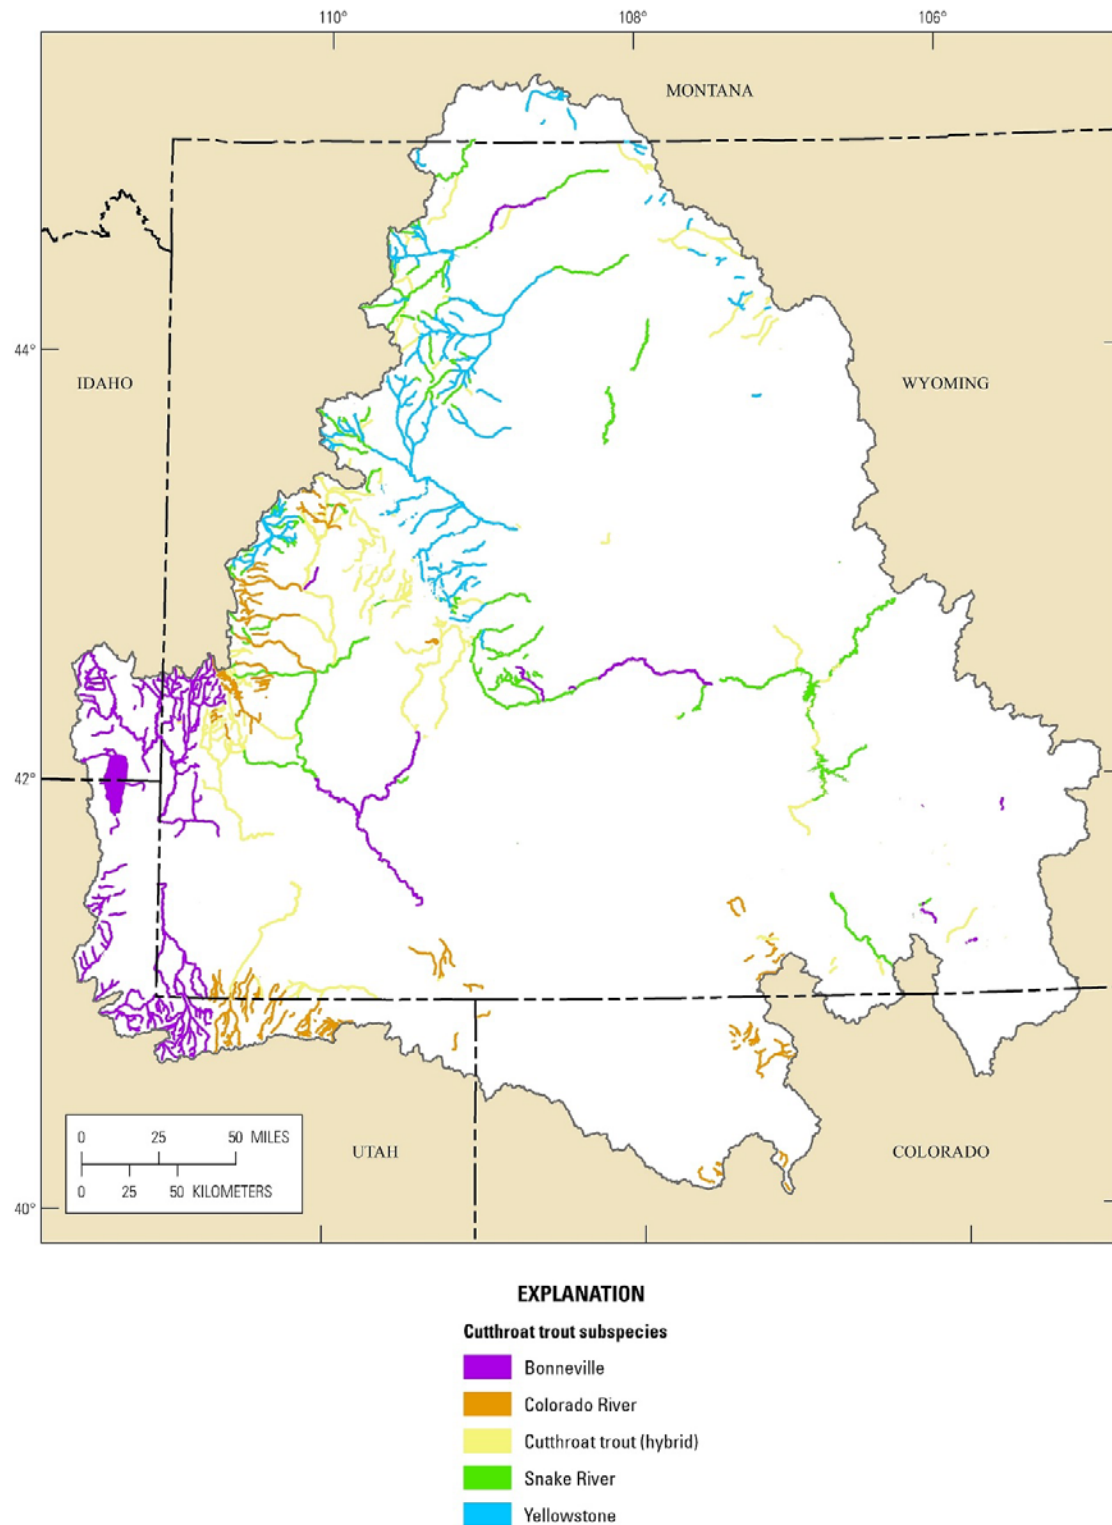 110° 108° 106°
MONTANA
44°
IDAHO WYOMING
42°
0 25 50 MILES
0 25 50 KILOMETERS
UTAH COLORADO
40°
EXPLANATION
Cutthroat trout subspecies
Bonneville
Colorado River
Cutthroat trout (hybrid)
Snake River
Yellowstone